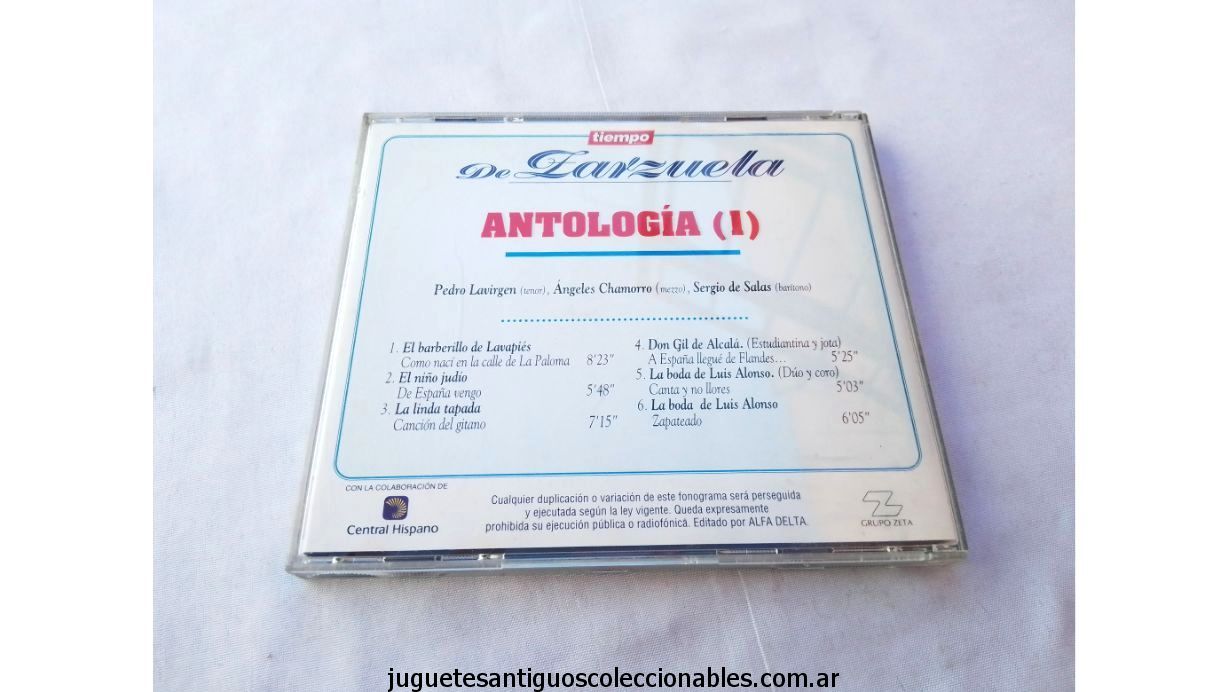 tiempo
De Zarzuela
ANTOLOGÍA (1)
Pedro Lavirgen (tenor), Ángeles Chamorro (mezzo), Sergio de Salas (barítono)
1. El barberillo de Lavapiés
Como nací en la calle de La Paloma 8'23"
2. El niño judío
De España vengo 5'48"
3. La linda tapada
Canción del gitano 7'15"
4. Don Gil de Alcalá. (Estudiantina y jota)
A España llegué de Flandes... 5'25"
5. La boda de Luis Alonso. (Dúo y coro)
Canta y no llores 5'03"
6. La boda de Luis Alonso
Zapateado 6'05"
CON LA COLABORACIÓN DE
Central Hispano
Cualquier duplicación o variación de este fonograma será perseguida
y ejecutada según la ley vigente. Queda expresamente
prohibida su ejecución pública o radiofónica. Editado por ALFA DELTA.
GRUPO ZETA
juguetesantiguoscoleccionables.com.ar